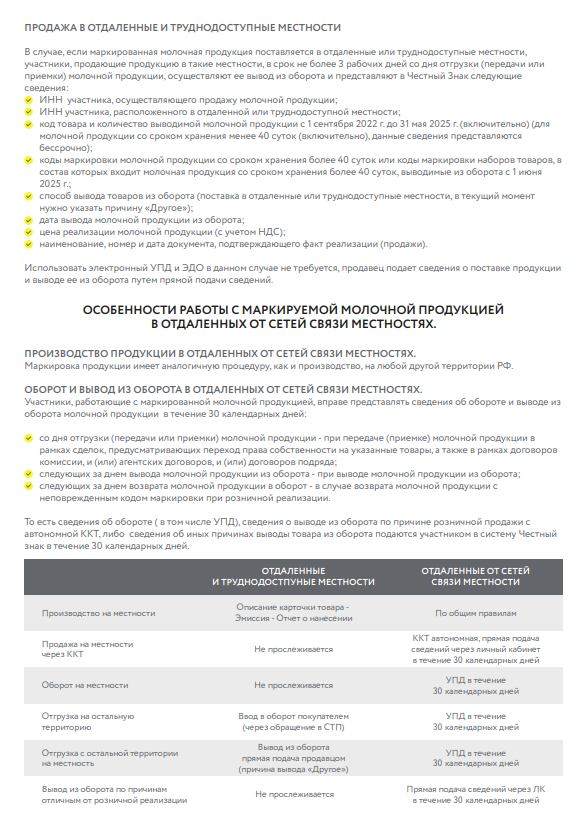 ПРОДАЖА В ОТДАЛЕННЫЕ И ТРУДНОДОСТУПНЫЕ МЕСТНОСТИ
В случае, если маркированная молочная продукция поставляется в отдаленные или труднодоступные местности,
участники, продающие продукцию в такие местности, в срок не более 3 рабочих дней со дня отгрузки (передачи или
приемки) молочной продукции, осуществляют ее вывод из оборота и представляют в Честный Знак следующие
сведения:
ИНН участника, осуществляющего продажу молочной продукции;
ИНН участника, расположенного в отдаленной или труднодоступной местности;
код товара и количество выводимой молочной продукции с 1 сентября 2022 г. до 31 мая 2025 г. (включительно) (для
молочной продукции со сроком хранения менее 40 суток (включительно), данные сведения представляются
бессрочно);
коды маркировки молочной продукции со сроком хранения более 40 суток или коды маркировки наборов товаров, в
состав которых входит молочная продукция со сроком хранения более 40 суток, выводимые из оборота с 1 июня
2025 г.;
способ вывода товаров из оборота (поставка в отдаленные или труднодоступные местности, в текущий момент
нужно указать причину «Другое»);
дата вывода молочной продукции из оборота;
цена реализации молочной продукции (с учетом НДС);
наименование, номер и дата документа, подтверждающего факт реализации (продажи).
Использовать электронный УПД и ЭДО в данном случае не требуется, продавец подает сведения о поставке продукции
и выводе ее из оборота путем прямой подачи сведений.
ОСОБЕННОСТИ РАБОТЫ С МАРКИРУЕМОЙ МОЛОЧНОЙ ПРОДУКЦИЕЙ
В ОТДАЛЕННЫХ ОТ СЕТЕЙ СВЯЗИ МЕСТНОСТЯХ.
ПРОИЗВОДСТВО ПРОДУКЦИИ В ОТДАЛЕННЫХ ОТ СЕТЕЙ СВЯЗИ МЕСТНОСТЯХ.
Маркировка продукции имеет аналогичную процедуру, как и производство, на любой другой территории РФ.
ОБОРОТ И ВЫВОД ИЗ ОБОРОТА В ОТДАЛЕННЫХ ОТ СЕТЕЙ СВЯЗИ МЕСТНОСТЯХ.
Участники, работающие с маркированной молочной продукцией, вправе представлять сведения об обороте и выводе из
оборота молочной продукции в течение 30 календарных дней:
со дня отгрузки (передачи или приемки) молочной продукции - при передаче (приемке) молочной продукции в
рамках сделок, предусматривающих переход права собственности на указанные товары, а также в рамках договоров
комиссии, и (или) агентских договоров, и (или) договоров подряда;
следующих за днем вывода молочной продукции из оборота - при выводе молочной продукции из оборота;
следующих за днем возврата молочной продукции в оборот - в случае возврата молочной продукции с
неповрежденным кодом маркировки при розничной реализации.
То есть сведения об обороте ( в том числе УПД), сведения о выводе из оборота по причине розничной продажи с
автономной ККТ, либо сведения об иных причинах выводы товара из оборота подаются участником в систему Честный
знак в течение 30 календарных дней.
ОТДАЛЕННЫЕ
И ТРУДНОДОСТПУНЫЕ МЕСТНОСТИ
ОТДАЛЕННЫЕ ОТ СЕТЕЙ
СВЯЗИ МЕСТНОСТИ
Производство на местности
Описание карточки товара -
Эмиссия - Отчет о нанесении
По общим правилам
Продажа на местности
через ККТ
Не прослеживается
ККТ автономная, прямая подача
сведений через личный кабинет
в течение 30 календарных дней
Оборот на местности
Не прослеживается
УПД в течение
30 календарных дней
Отгрузка на остальную
территорию
Ввод в оборот покупателем
(через обращение в СТП)
УПД в течение
30 календарных дней
Отгрузка с остальной территории
на местность
Вывод из оборота
прямая подача продавцом
(причина вывода «Другое»)
УПД в течение
30 календарных дней
Вывод из оборота по причинам
отличным от розничной реализации
Не прослеживается
Прямая подача сведений через ЛК
в течение 30 календарных дней